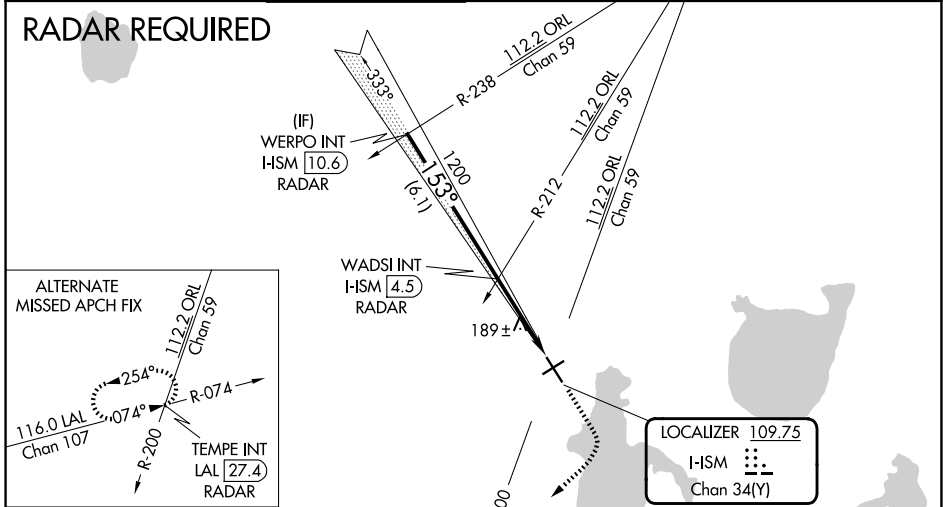 RADAR REQUIRED
112.2 ORL
Chan 59
R-238
333°
(IF)
WERPO INT
I-ISM 10.6
RADAR
1200
153°
(6.1)
112.2 ORL
Chan 59
R-212
112.2 ORL
Chan 59
WADSI INT
I-ISM 4.5
RADAR
189 ±
ALTERNATE
MISSED APCH FIX
112.2 ORL
Chan 59
254°
R-074
074°
116.0 LAL
Chan 107
R-200
TEMPE INT
LAL 27.4
RADAR
LOCALIZER 109.75
I-ISM
Chan 34(Y)